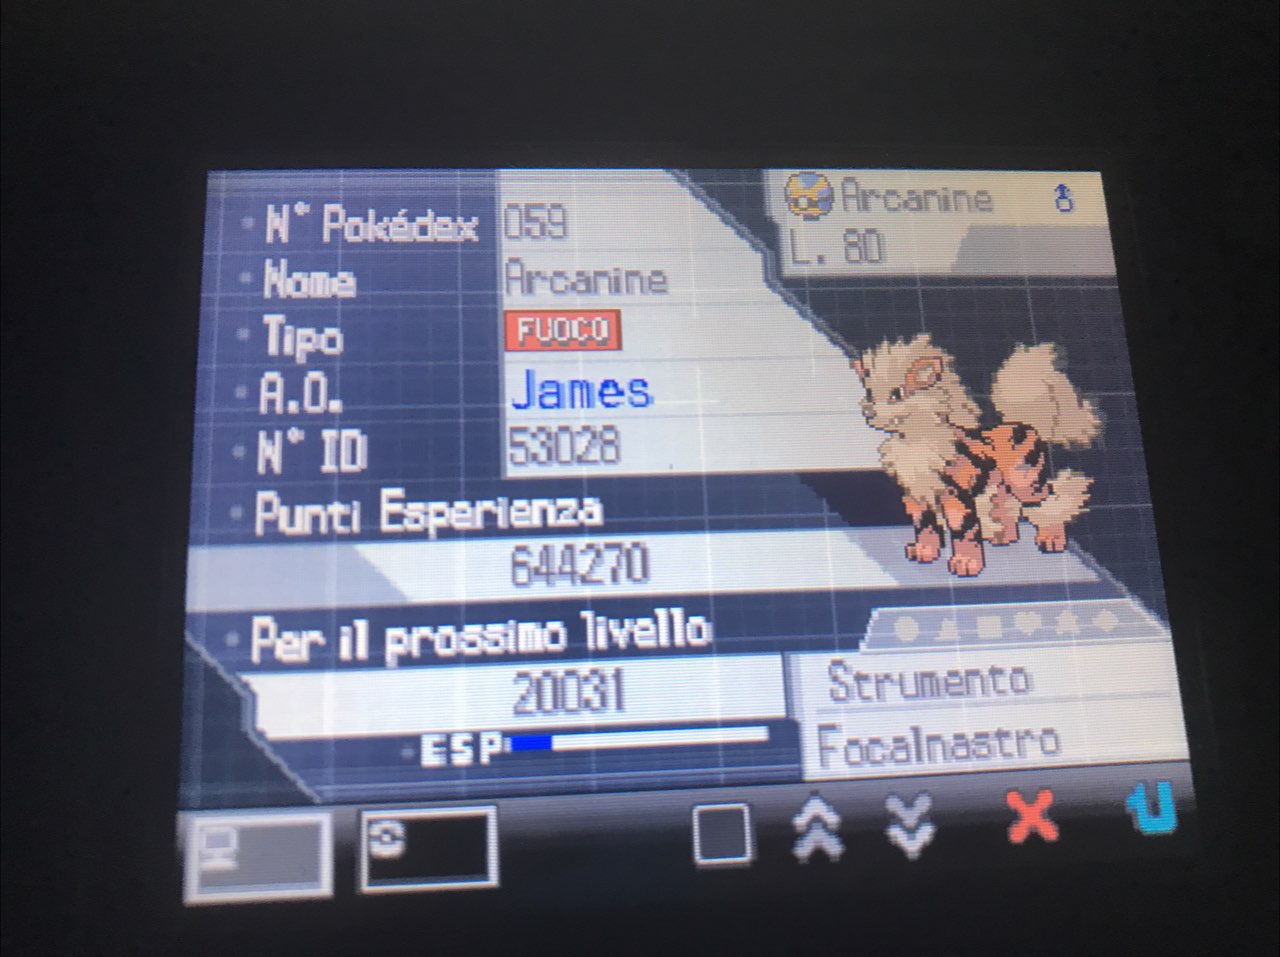 N° Pokédex 059
Nome Arcanine
Tipo FUOCO
A.O. James
N° ID 53028
Punti Esperienza
644270
Per il prossimo livello
20031
ESP
Arcanine
L. 80
Strumento
Focalnastro